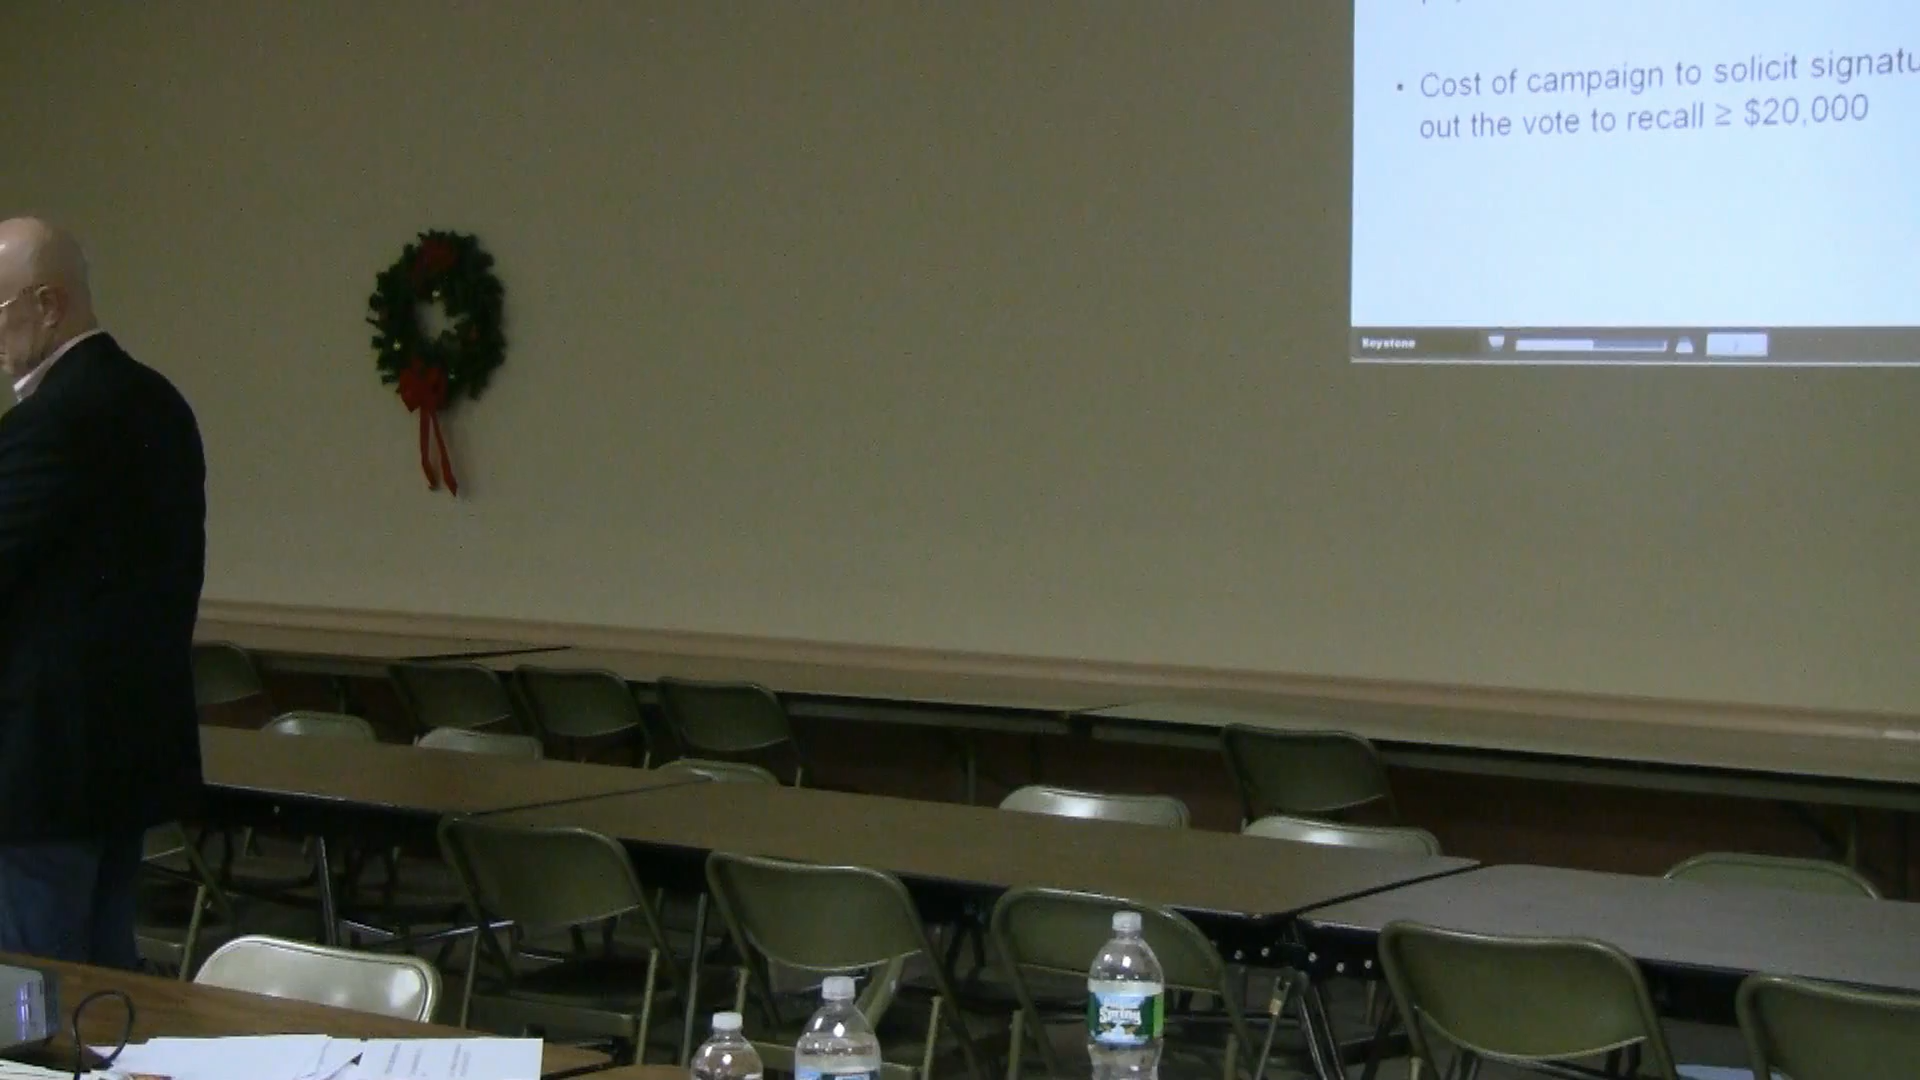 • Cost of campaign to solicit signatu
out the vote to recall ≥ $20,000
Keystone
Spring